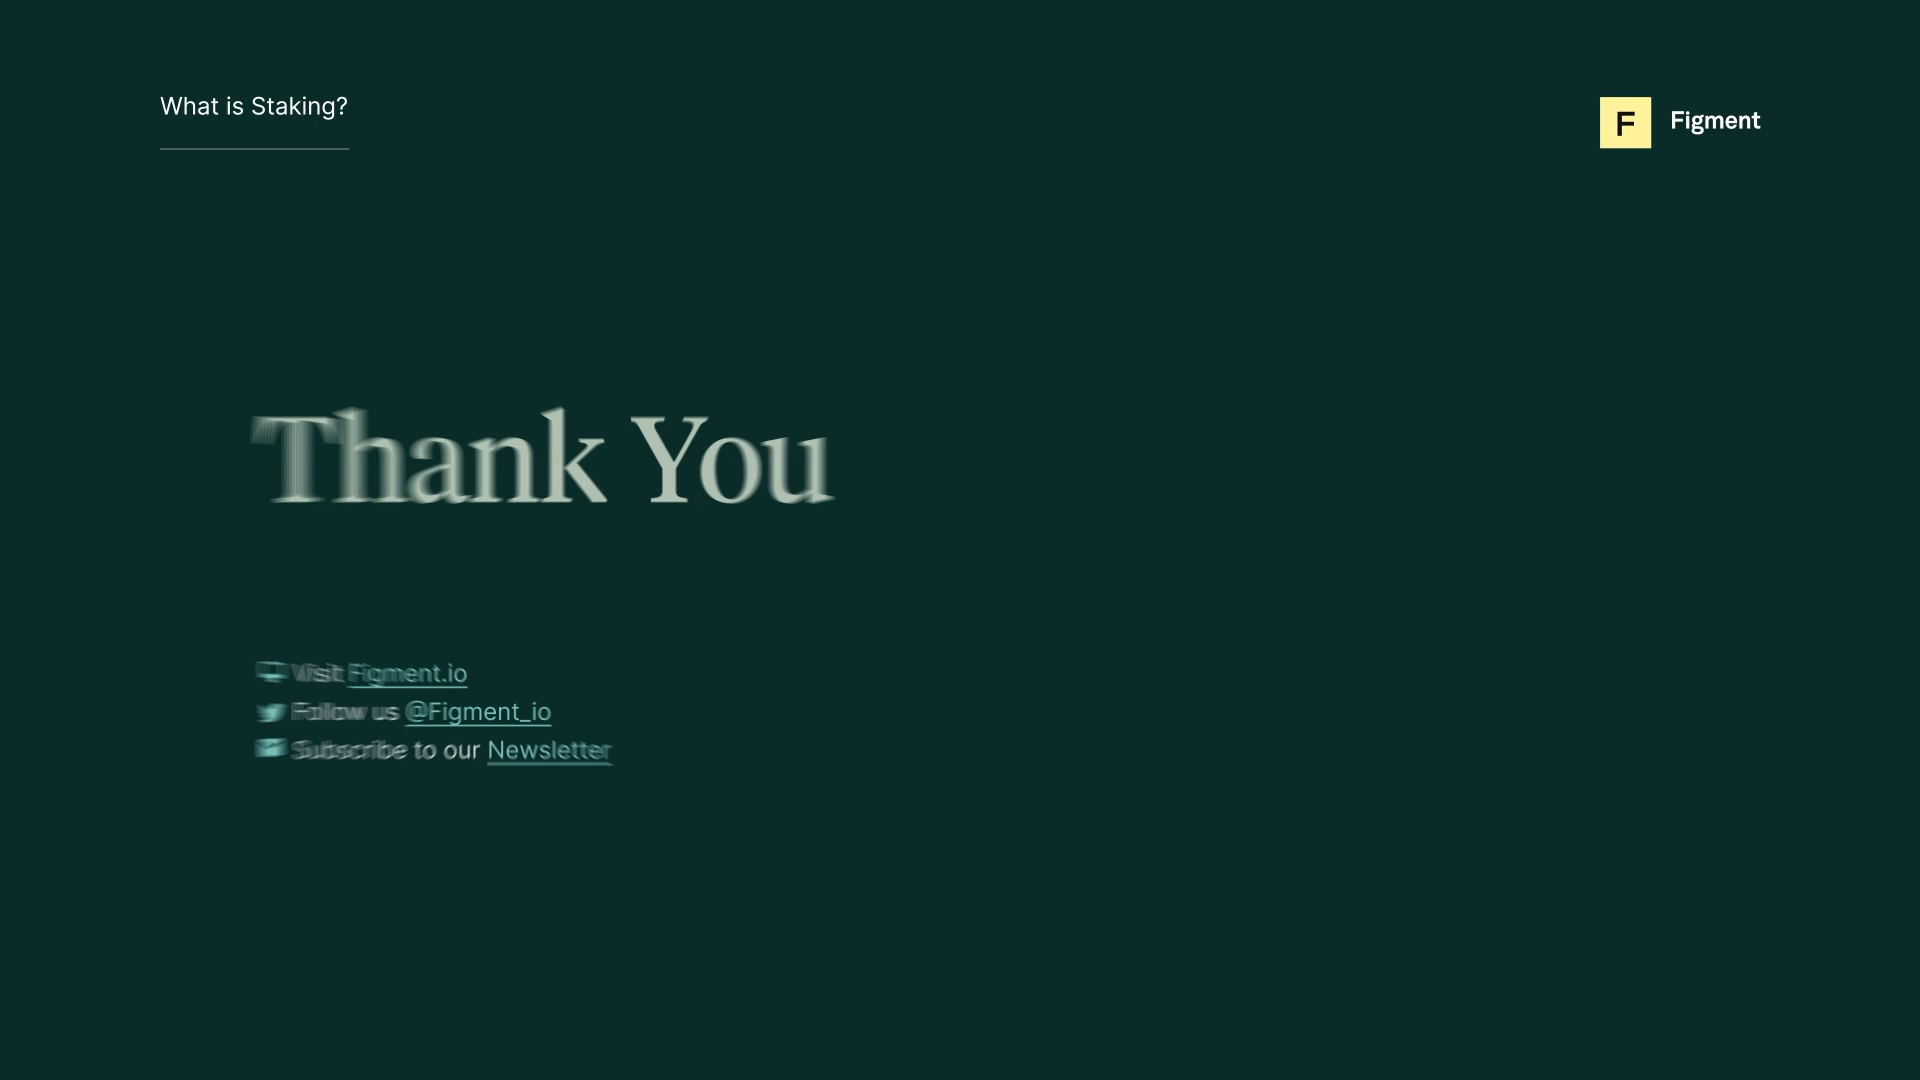 What is Staking?
F Figment
Thank You
Visit Figment.io
Follow us @Figment_io
Subscribe to our Newsletter